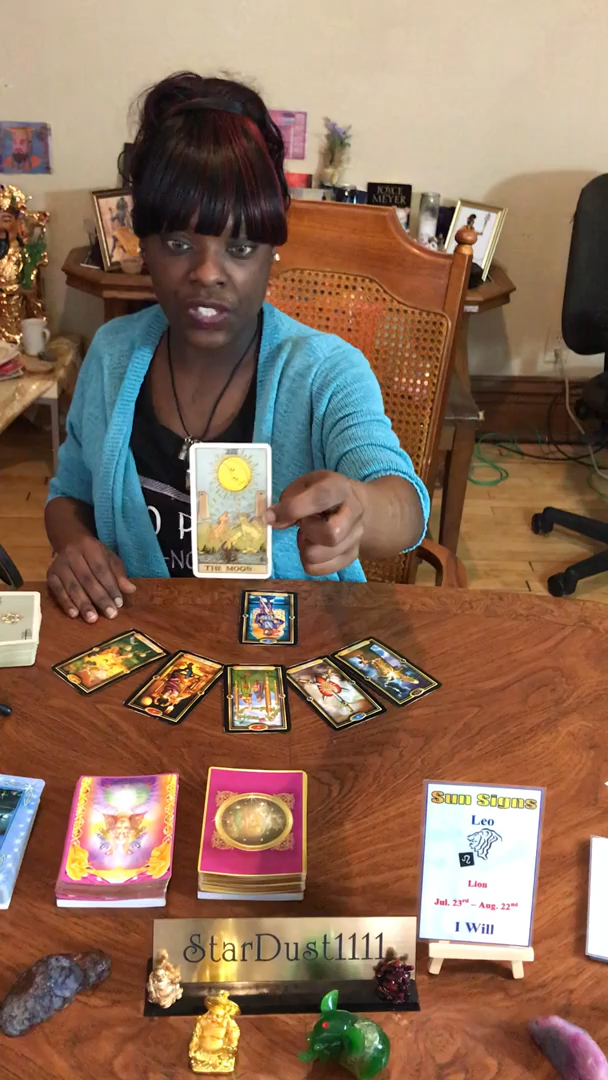 JOYCE
MEYER
THE MOON
Sun Signs
Leo
Lion
Jul. 23rd – Aug. 22nd
I Will
StarDust1111